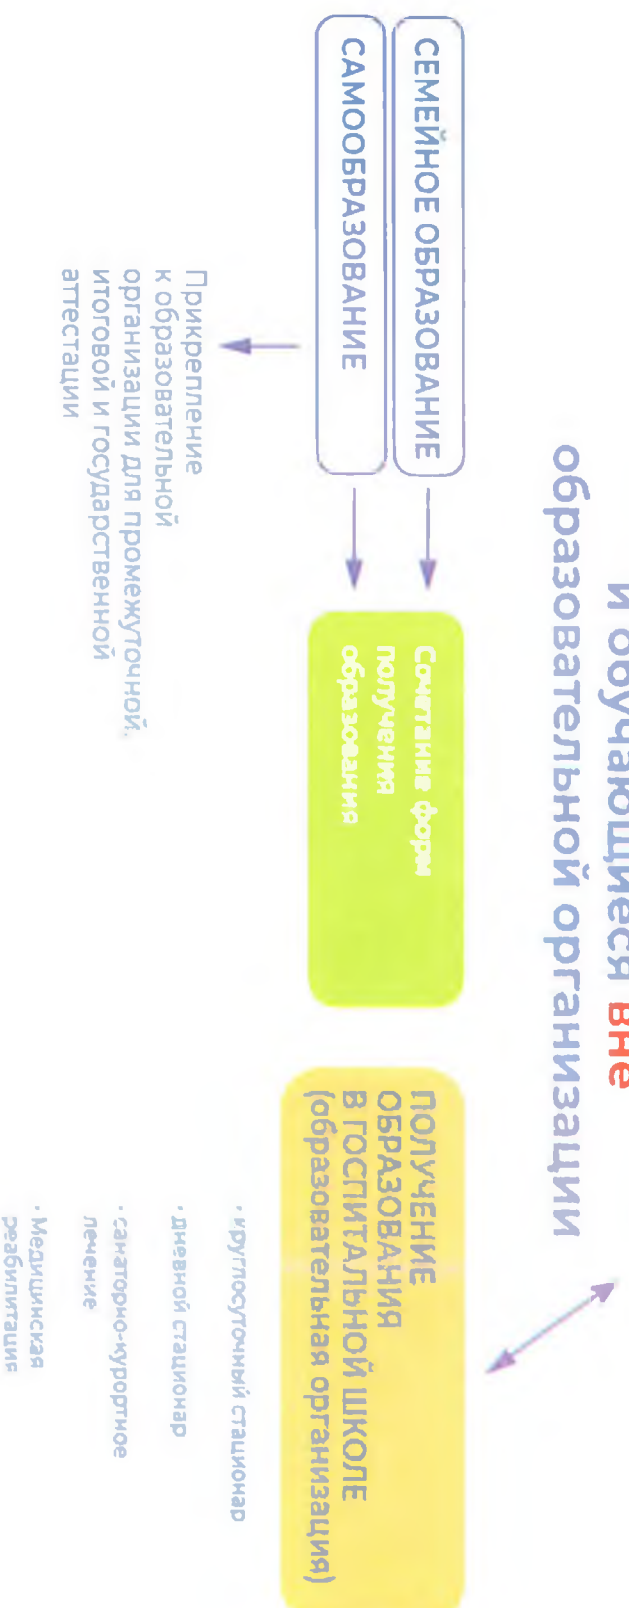 и обучающиеся вне
образовательной организации
СЕМЕЙНОЕ ОБРАЗОВАНИЕ
САМООБРАЗОВАНИЕ
Прикрепление
к образовательной
организации для промежуточной,
итоговой и государственной
аттестации
Сочетание форм
получения
образования
ПОЛУЧЕНИЕ
ОБРАЗОВАНИЯ
В ГОСПИТАЛЬНОЙ ШКОЛЕ
(образовательная организация)
• круглосуточный стационар
• дневной стационар
• санаторно-курортное
лечение
• Медицинская
реабилитация